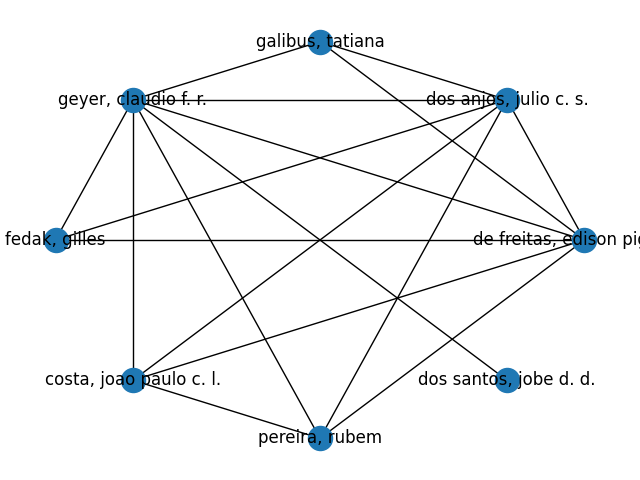 galibus, tatiana
geyer, claudio f. r.
dos anjos, julio c. s.
fedak, gilles
de freitas, edison pig
costa, joao paulo c. l.
dos santos, jobe d. d.
pereira, rubem